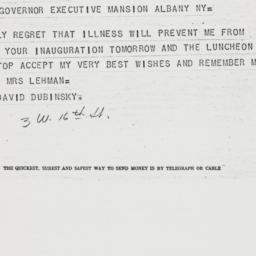 GOVERNOR EXECUTIVE MANSION ALBANY NY=
LY REGRET THAT ILLNESS WILL PREVENT ME FROM
YOUR INAUGURATION TOMORROW AND THE LUNCHEON
TOP ACCEPT MY VERY BEST WISHES AND REMEMBER M
MRS LEHMAN=
DAVID DUBINSKY.
3 W. 16th St.
THE QUICKEST, SUREST AND SAFEST WAY TO SEND MONEY IS BY TELEGRAPH OR CABLE